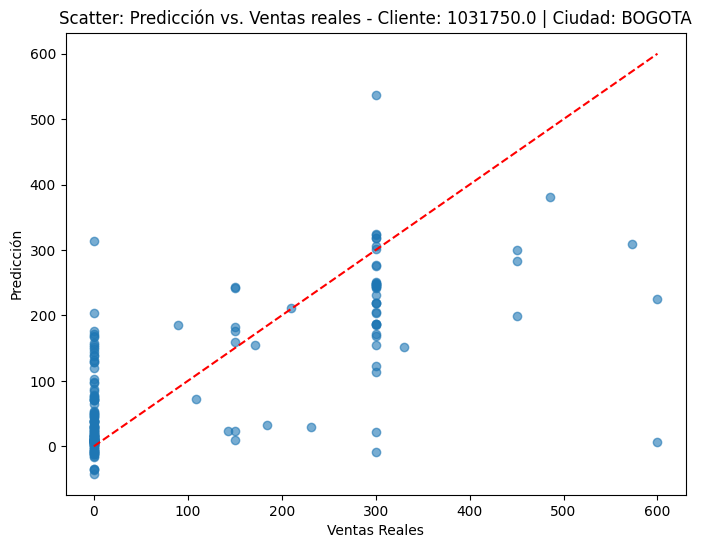 Scatter: Predicción vs. Ventas reales - Cliente: 1031750.0 | Ciudad: BOGOTA
Predicción
600
500
400
300
200
100
0
0 100 200 300 400 500 600
Ventas Reales